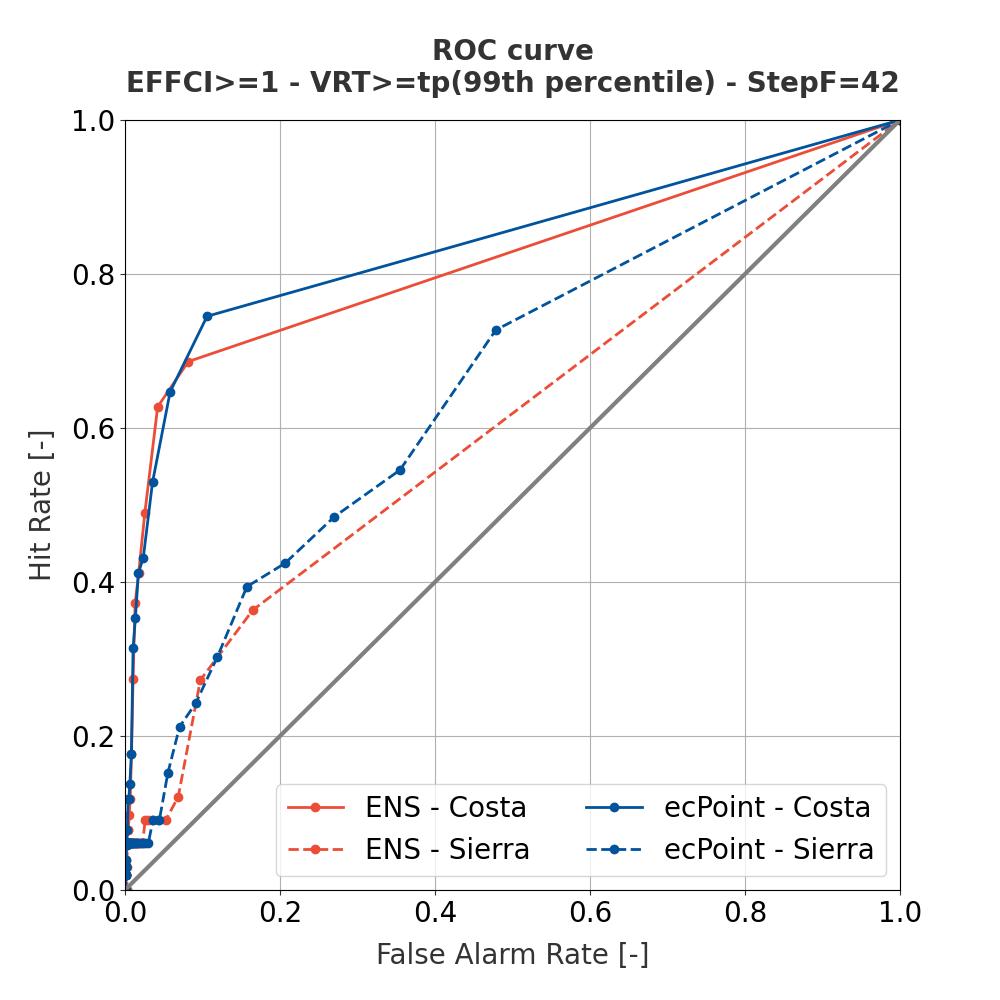 ROC curve
EFFCI>=1 - VRT>=tp(99th percentile) - StepF=42
1.0
0.8
0.6
0.4
0.2
0.0
Hit Rate [-]
ENS - Costa
ENS - Sierra
ecPoint - Costa
ecPoint - Sierra
0.0 0.2 0.4 0.6 0.8 1.0
False Alarm Rate [-]